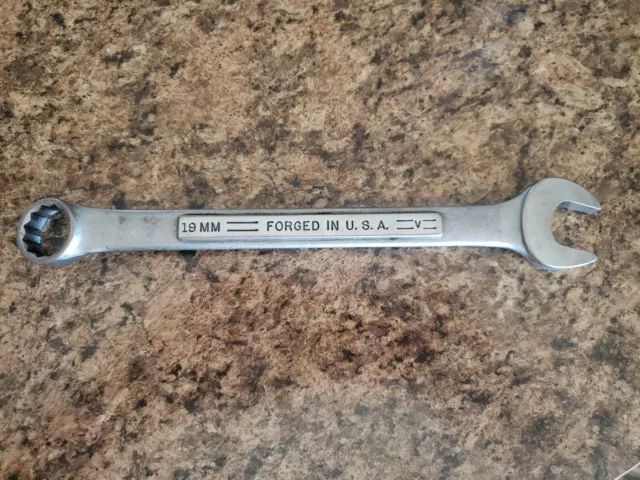 19 MM FORGED IN U.S.A. V